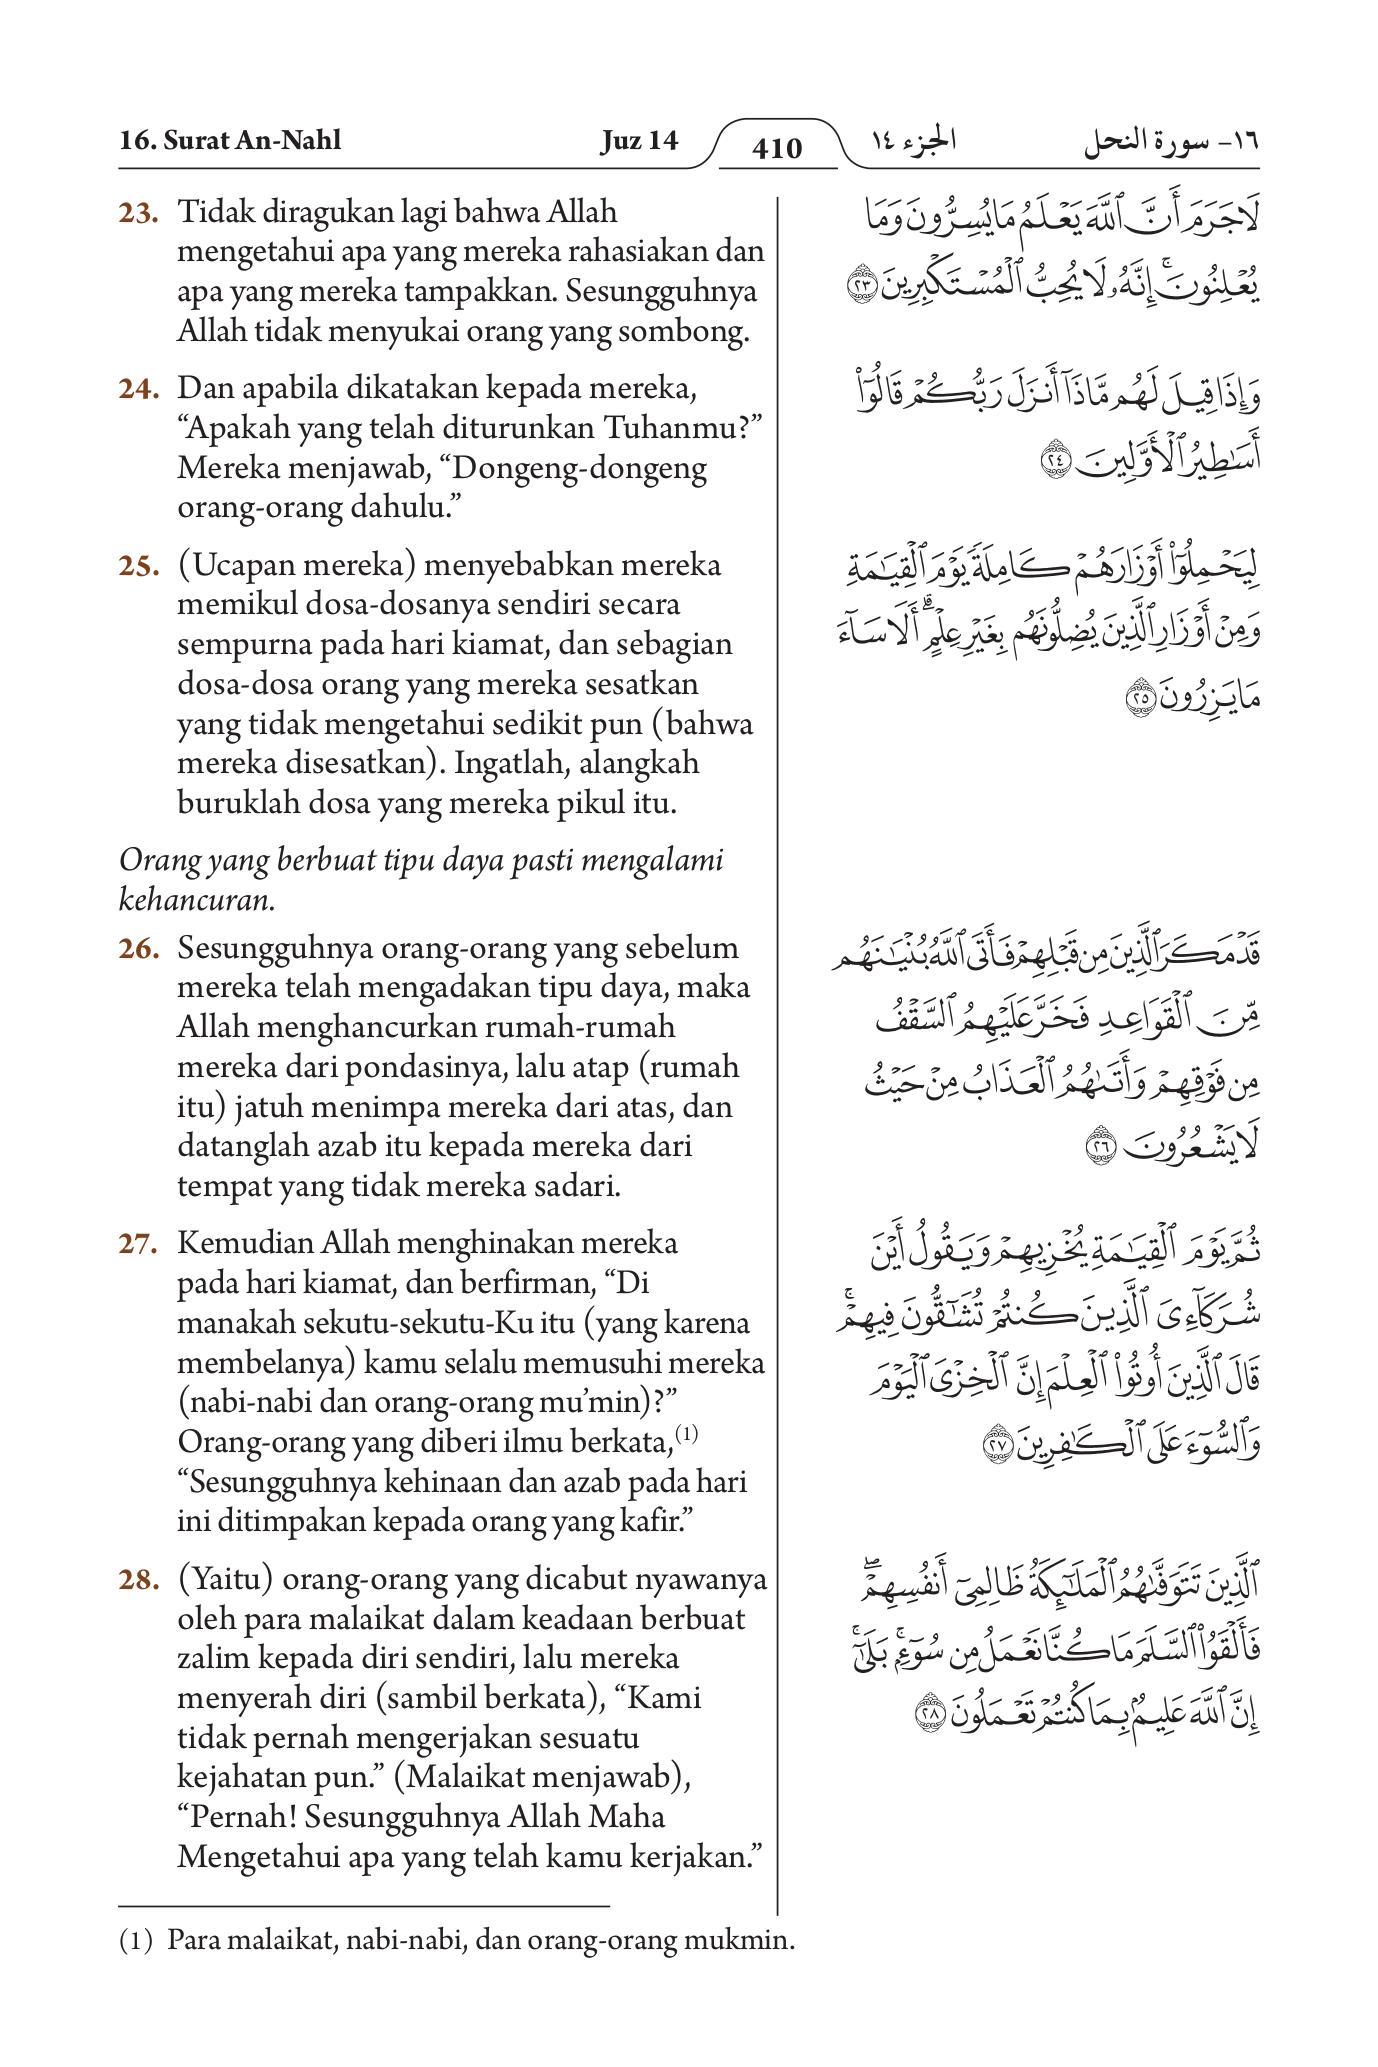 16. Surat An-Nahl
Juz 14
410
الجزء ١٤
١٦- سورة النحل
23. Tidak diragukan lagi bahwa Allah
mengetahui apa yang mereka rahasiakan dan
apa yang mereka tampakkan. Sesungguhnya
Allah tidak menyukai orang yang sombong.
24. Dan apabila dikatakan kepada mereka,
“Apakah yang telah diturunkan Tuhanmu?”
Mereka menjawab, “Dongeng-dongeng
orang-orang dahulu.”
25. (Ucapan mereka) menyebabkan mereka
memikul dosa-dosanya sendiri secara
sempurna pada hari kiamat, dan sebagian
dosa-dosa orang yang mereka sesatkan
yang tidak mengetahui sedikit pun (bahwa
mereka disesatkan). Ingatlah, alangkah
buruklah dosa yang mereka pikul itu.
Orang yang berbuat tipu daya pasti mengalami
kehancuran.
26. Sesungguhnya orang-orang yang sebelum
mereka telah mengadakan tipu daya, maka
Allah menghancurkan rumah-rumah
mereka dari pondasinya, lalu atap (rumah
itu) jatuh menimpa mereka dari atas, dan
datanglah azab itu kepada mereka dari
tempat yang tidak mereka sadari.
27. Kemudian Allah menghinakan mereka
pada hari kiamat, dan berfirman, “Di
manakah sekutu-sekutu-Ku itu (yang karena
membelanya) kamu selalu memusuhi mereka
(nabi-nabi dan orang-orang mu’min)?”
Orang-orang yang diberi ilmu berkata,(1)
“Sesungguhnya kehinaan dan azab pada hari
ini ditimpakan kepada orang yang kafir.”
28. (Yaitu) orang-orang yang dicabut nyawanya
oleh para malaikat dalam keadaan berbuat
zalim kepada diri sendiri, lalu mereka
menyerah diri (sambil berkata), “Kami
tidak pernah mengerjakan sesuatu
kejahatan pun.” (Malaikat menjawab),
“Pernah! Sesungguhnya Allah Maha
Mengetahui apa yang telah kamu kerjakan.”
لَا جَرَمَ أَنَّ ٱللَّهَ يَعْلَمُ مَا يُسِرُّونَ وَمَا
يُعْلِنُونَۚ إِنَّهُۥ لَا يُحِبُّ ٱلْمُسْتَكْبِرِينَ ٢٣
وَإِذَا قِيلَ لَهُم مَّاذَآ أَنزَلَ رَبُّكُمْ قَالُوٓا۟
أَسَٰطِيرُ ٱلْأَوَّلِينَ ٢٤
لِيَحْمِلُوٓا۟ أَوْزَارَهُمْ كَامِلَةً يَوْمَ ٱلْقِيَٰمَةِ
وَمِنْ أَوْزَارِ ٱلَّذِينَ يُضِلُّونَهُم بِغَيْرِ عِلْمٍۗ أَلَا سَآءَ
مَا يَزِرُونَ ٢٥
قَدْ مَكَرَ ٱلَّذِينَ مِن قَبْلِهِمْ فَأَتَى ٱللَّهُ بُنْيَٰنَهُم
مِّنَ ٱلْقَوَاعِدِ فَخَرَّ عَلَيْهِمُ ٱلسَّقْفُ
مِن فَوْقِهِمْ وَأَتَىٰهُمُ ٱلْعَذَابُ مِنْ حَيْثُ
لَا يَشْعُرُونَ ٢٦
ثُمَّ يَوْمَ ٱلْقِيَٰمَةِ يُخْزِيهِمْ وَيَقُولُ أَيْنَ
شُرَكَآءِىَ ٱلَّذِينَ كُنتُمْ تُشَٰٓقُّونَ فِيهِمْۚ
قَالَ ٱلَّذِينَ أُوتُوا۟ ٱلْعِلْمَ إِنَّ ٱلْخِزْىَ ٱلْيَوْمَ
وَٱلسُّوٓءَ عَلَى ٱلْكَٰفِرِينَ ٢٧
ٱلَّذِينَ تَتَوَفَّىٰهُمُ ٱلْمَلَٰٓئِكَةُ ظَالِمِىٓ أَنفُسِهِمْۖ
فَأَلْقَوُا۟ ٱلسَّلَمَ مَا كُنَّا نَعْمَلُ مِن سُوٓءٍۭۚ بَلَىٰٓۚ
إِنَّ ٱللَّهَ عَلِيمٌۢ بِمَا كُنتُمْ تَعْمَلُونَ ٢٨
(1) Para malaikat, nabi-nabi, dan orang-orang mukmin.